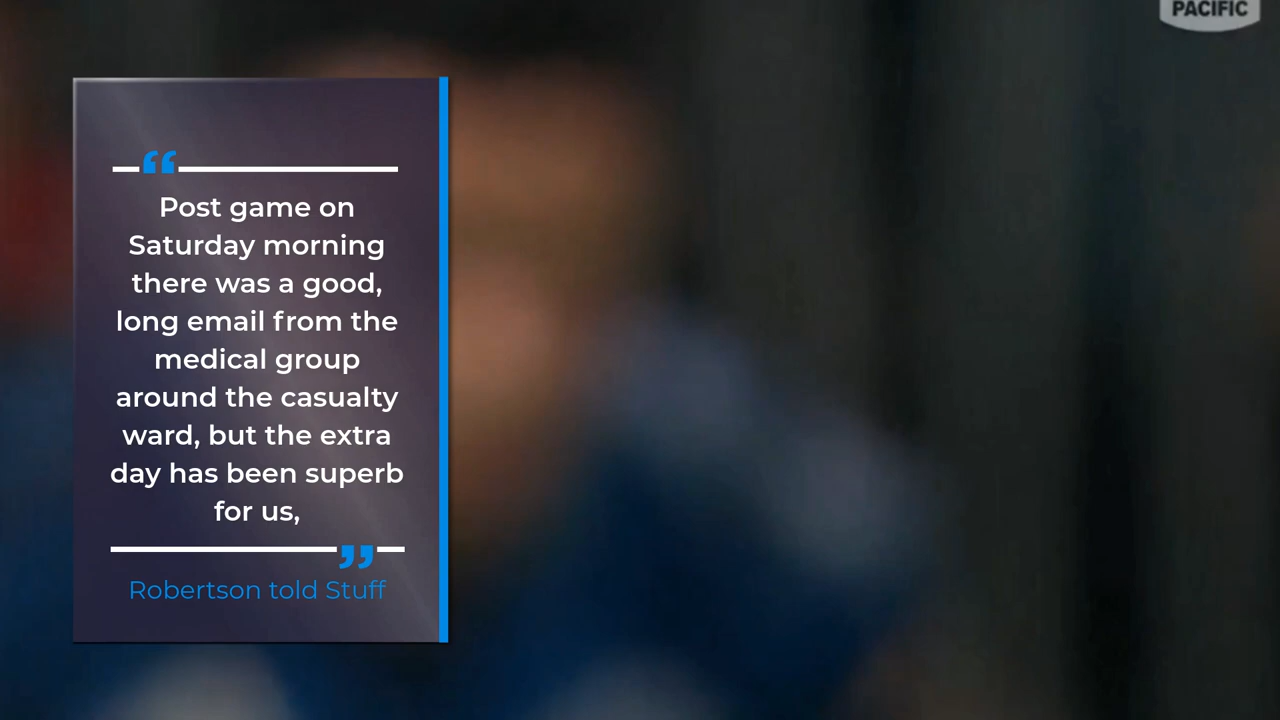 PACIFIC
“
Post game on
Saturday morning
there was a good,
long email from the
medical group
around the casualty
ward, but the extra
day has been superb
for us,
”
Robertson told Stuff